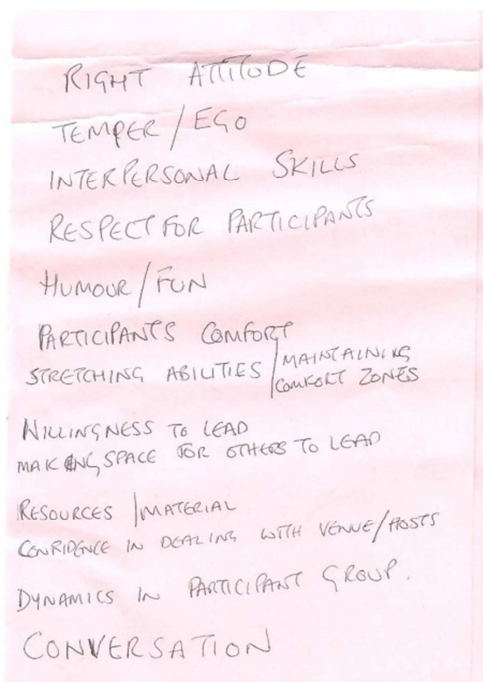 RIGHT ATTITUDE
TEMPER/EGO
INTERPERSONAL SKILLS
RESPECT FOR PARTICIPANTS
HUMOUR/FUN
PARTICIPANTS COMFORT
STRETCHING ABILITIES / MAINTAINING COMFORT ZONES
WILLINGNESS TO LEAD
MAKING SPACE FOR OTHERS TO LEAD
RESOURCES / MATERIAL
CONFIDENCE IN DEALING WITH VENUE/HOSTS
DYNAMICS IN PARTICIPANT GROUP.
CONVERSATION